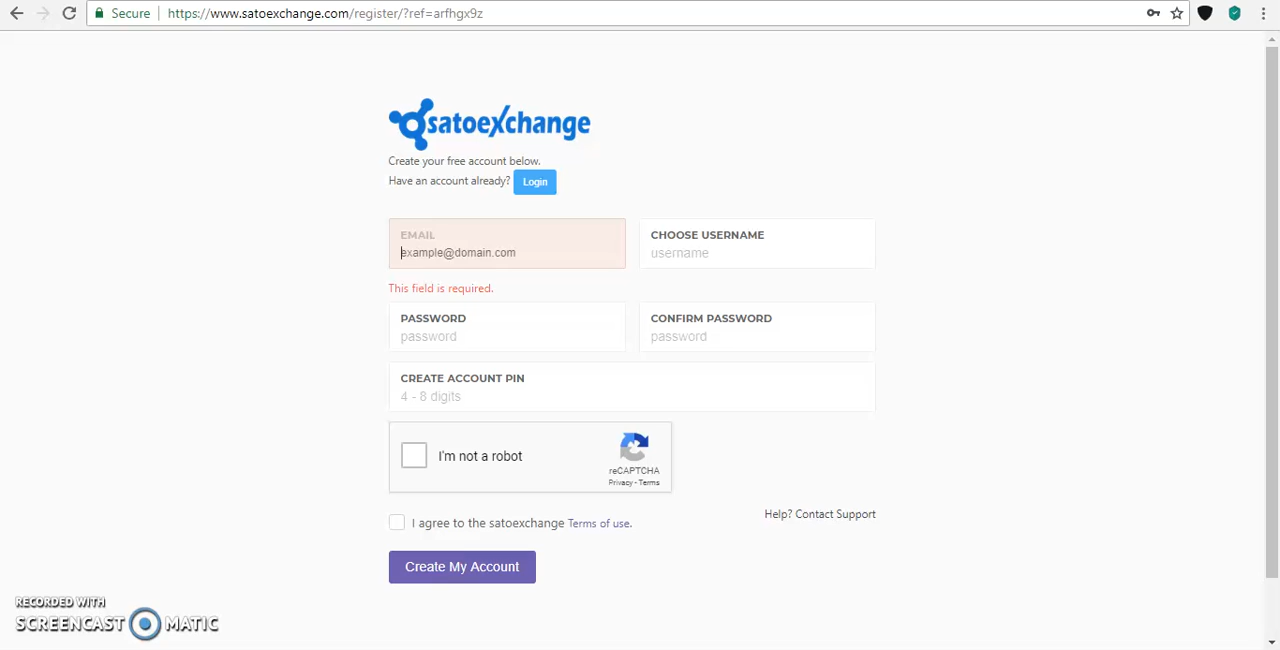 Secure
https://www.satoexchange.com/register/?ref=arfhgx9z
satoexchange
Create your free account below.
Have an account already? Login
EMAIL
example@domain.com
CHOOSE USERNAME
username
This field is required.
PASSWORD
password
CONFIRM PASSWORD
password
CREATE ACCOUNT PIN
4 - 8 digits
I'm not a robot
reCAPTCHA
Privacy - Terms
I agree to the satoexchange Terms of use.
Help? Contact Support
Create My Account
RECORDED WITH
SCREENCAST MATIC